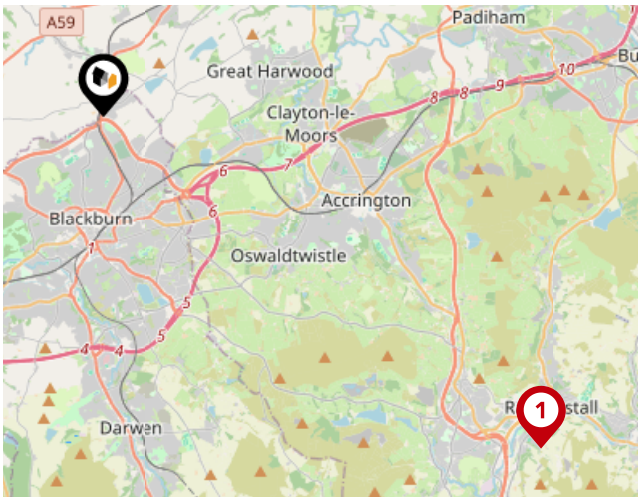 A59
Padiham
Bu
Great Harwood
10
9
8
8
Clayton-le-
Moors
7
6
6
Accrington
Blackburn
1
Oswaldtwistle
5
5
4
4
1
stall
Darwen